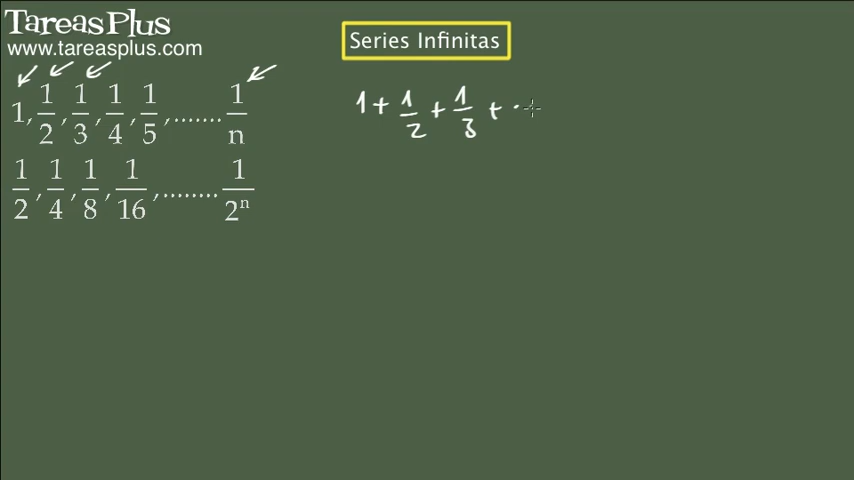 TareasPlus
www.tareasplus.com
Series Infinitas
1, 1/2, 1/3, 1/4, 1/5, ....... 1/n
1 + 1/2 + 1/3 + ..
1/2, 1/4, 1/8, 1/16, ........ 1/2ⁿ